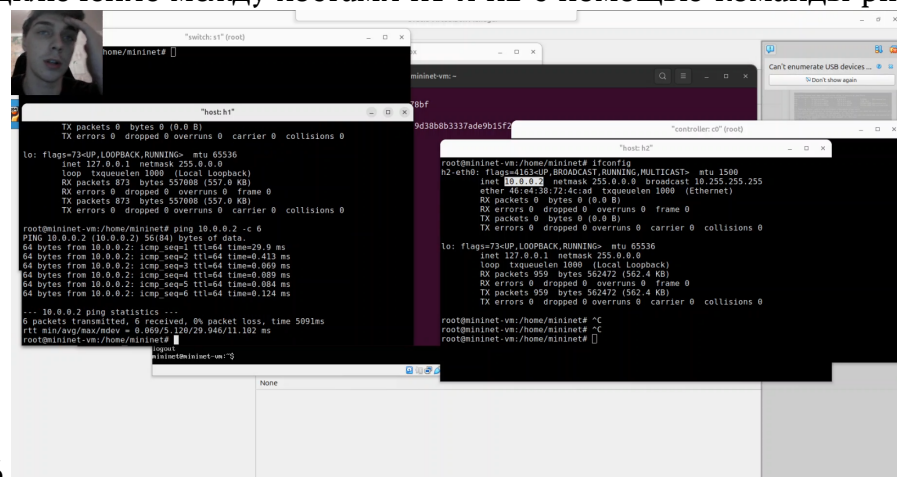 "switch: s1" (root)
home/mininet#
mininet-vm: ~
78bf
9d38b8b3337ade9b15f2
Can't enumerate USB devices ...
Don't show again
"host: h1"
TX packets 0 bytes 0 (0.0 B)
TX errors 0 dropped 0 overruns 0 carrier 0 collisions 0
lo: flags=73<UP,LOOPBACK,RUNNING> mtu 65536
inet 127.0.0.1 netmask 255.0.0.0
loop txqueuelen 1000 (Local Loopback)
RX packets 873 bytes 557008 (557.0 KB)
RX errors 0 dropped 0 overruns 0 frame 0
TX packets 873 bytes 557008 (557.0 KB)
TX errors 0 dropped 0 overruns 0 carrier 0 collisions 0
root@mininet-vm:/home/mininet# ping 10.0.0.2 -c 6
PING 10.0.0.2 (10.0.0.2) 56(84) bytes of data.
64 bytes from 10.0.0.2: icmp_seq=1 ttl=64 time=29.9 ms
64 bytes from 10.0.0.2: icmp_seq=2 ttl=64 time=0.413 ms
64 bytes from 10.0.0.2: icmp_seq=3 ttl=64 time=0.069 ms
64 bytes from 10.0.0.2: icmp_seq=4 ttl=64 time=0.089 ms
64 bytes from 10.0.0.2: icmp_seq=5 ttl=64 time=0.084 ms
64 bytes from 10.0.0.2: icmp_seq=6 ttl=64 time=0.124 ms
--- 10.0.0.2 ping statistics ---
6 packets transmitted, 6 received, 0% packet loss, time 5091ms
rtt min/avg/max/mdev = 0.069/5.120/29.946/11.102 ms
root@mininet-vm:/home/mininet#
"controller: c0" (root)
"host: h2"
root@mininet-vm:/home/mininet# ifconfig
h2-eth0: flags=4163<UP,BROADCAST,RUNNING,MULTICAST> mtu 1500
inet 10.0.0.2 netmask 255.0.0.0 broadcast 10.255.255.255
ether 46:e4:38:72:4c:ad txqueuelen 1000 (Ethernet)
RX packets 0 bytes 0 (0.0 B)
RX errors 0 dropped 0 overruns 0 frame 0
TX packets 0 bytes 0 (0.0 B)
TX errors 0 dropped 0 overruns 0 carrier 0 collisions 0
lo: flags=73<UP,LOOPBACK,RUNNING> mtu 65536
inet 127.0.0.1 netmask 255.0.0.0
loop txqueuelen 1000 (Local Loopback)
RX packets 959 bytes 562472 (562.4 KB)
RX errors 0 dropped 0 overruns 0 frame 0
TX packets 959 bytes 562472 (562.4 KB)
TX errors 0 dropped 0 overruns 0 carrier 0 collisions 0
root@mininet-vm:/home/mininet# ^C
root@mininet-vm:/home/mininet# ^C
root@mininet-vm:/home/mininet#
logout
mininet@mininet-vm:~$
None